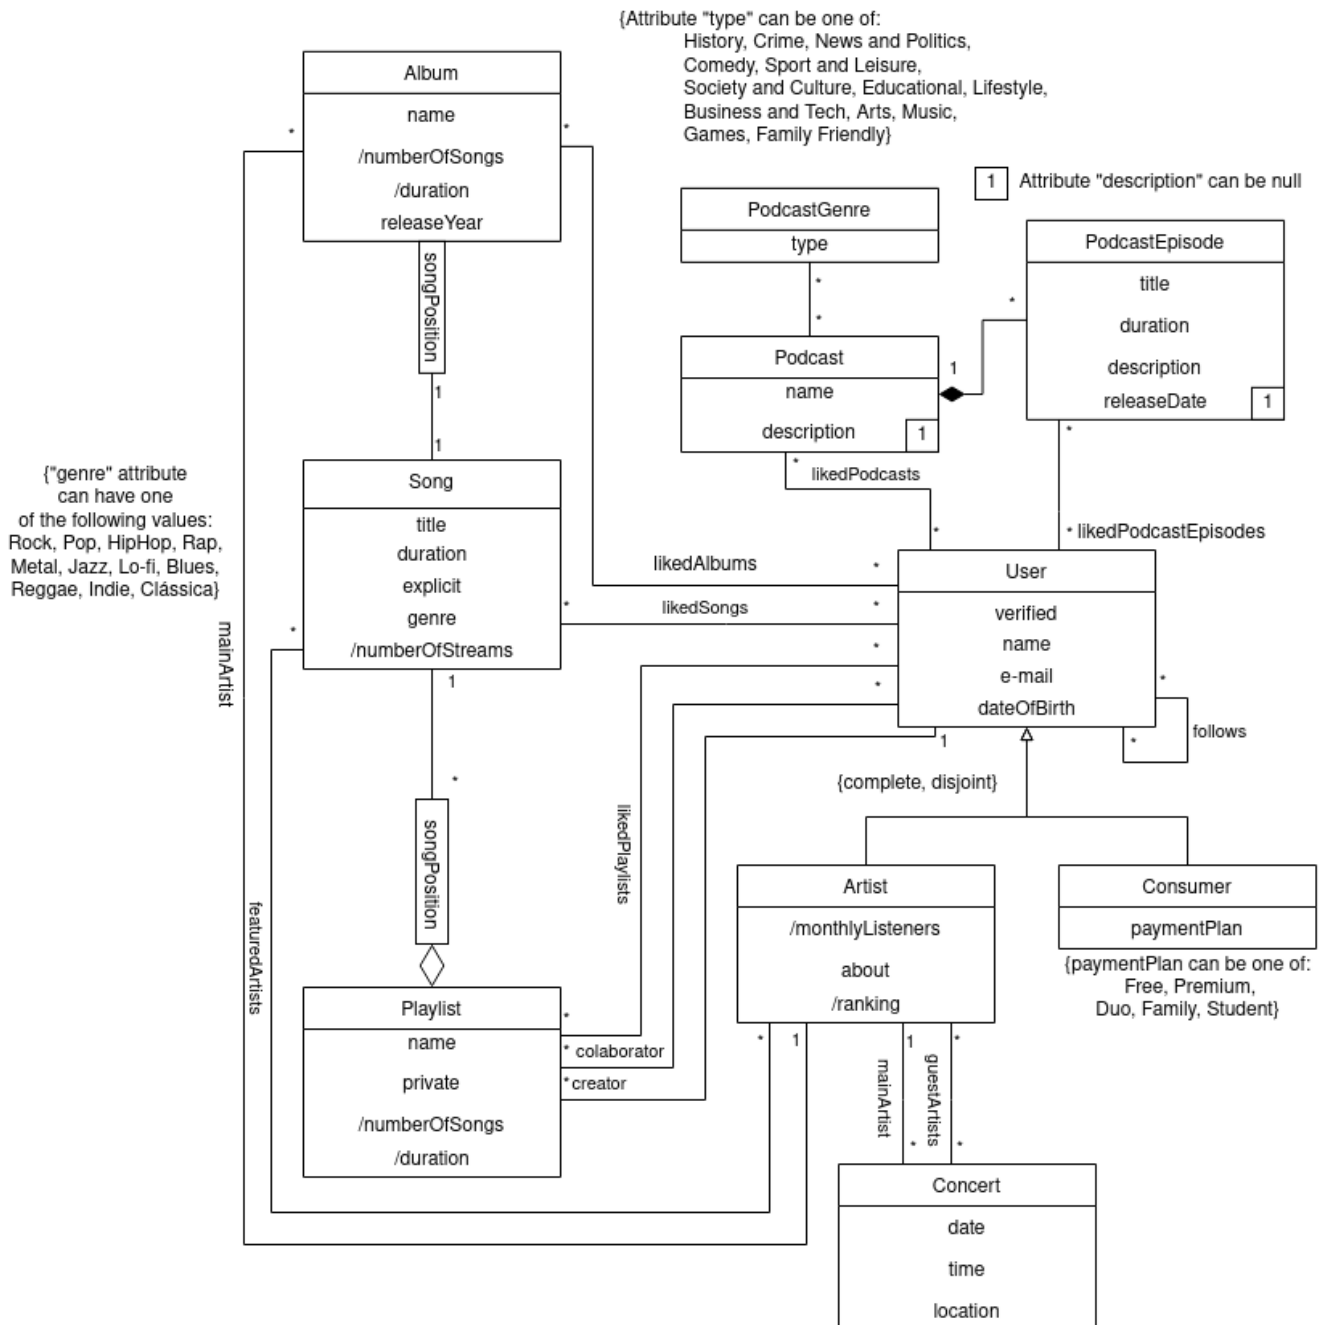 {Attribute "type" can be one of:
History, Crime, News and Politics,
Comedy, Sport and Leisure,
Society and Culture, Educational, Lifestyle,
Business and Tech, Arts, Music,
Games, Family Friendly}
Album
name
/numberOfSongs
/duration
releaseYear
*
*
songPosition
1
1
1
Attribute "description" can be null
PodcastGenre
type
*
*
PodcastEpisode
title
duration
description
releaseDate
1
*
1
Podcast
name
description
1
*
likedPodcasts
*
*
* likedPodcastEpisodes
{"genre" attribute
can have one
of the following values:
Rock, Pop, HipHop, Rap,
Metal, Jazz, Lo-fi, Blues,
Reggae, Indie, Clássica}
mainArtist
Song
title
duration
explicit
genre
/numberOfStreams
*
*
likedAlbums
*
likedSongs
*
*
*
User
verified
name
e-mail
dateOfBirth
*
*
follows
1
1
*
songPosition
likedPlaylists
featuredArtists
{complete, disjoint}
Artist
/monthlyListeners
about
/ranking
Consumer
paymentPlan
{paymentPlan can be one of:
Free, Premium,
Duo, Family, Student}
Playlist
name
private
/numberOfSongs
/duration
*
* colaborator
* creator
*
1
1
*
mainArtist
guestArtists
*
*
Concert
date
time
location